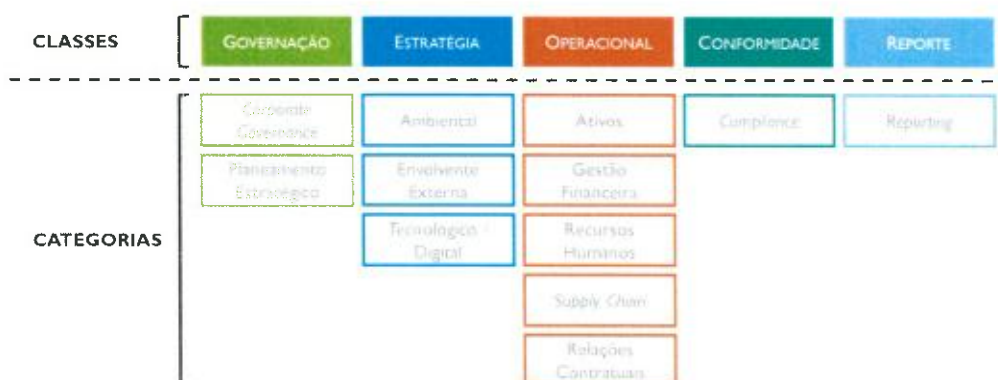 CLASSES
GOVERNAÇÃO
ESTRATÉGIA
OPERACIONAL
CONFORMIDADE
REPORTE
CATEGORIAS
Corporate
Governance
Ambiental
Ativos
Compliance
Reporting
Planeamento
Estratégico
Envolvente
Externa
Gestão
Financeira
Tecnológico -
Digital
Recursos
Humanos
Supply Chain
Relações
Contratuais